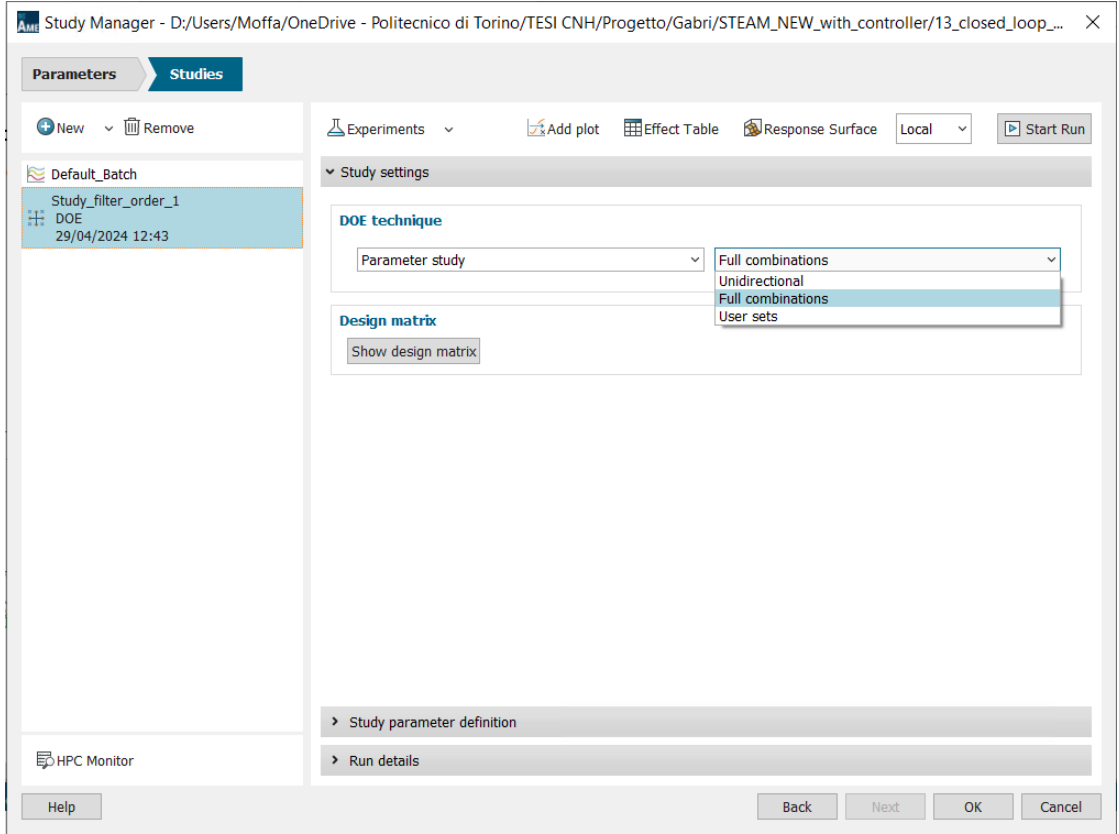 AME Study Manager - D:/Users/Moffa/OneDrive - Politecnico di Torino/TESI CNH/Progetto/Gabri/STEAM_NEW_with_controller/13_closed_loop_...
Parameters Studies
New Remove
Experiments Add plot Effect Table Response Surface Local Start Run
Default_Batch
Study_filter_order_1
DOE
29/04/2024 12:43
Study settings
DOE technique
Parameter study Full combinations
Unidirectional
Full combinations
User sets
Design matrix
Show design matrix
Study parameter definition
Run details
HPC Monitor
Help Back Next OK Cancel